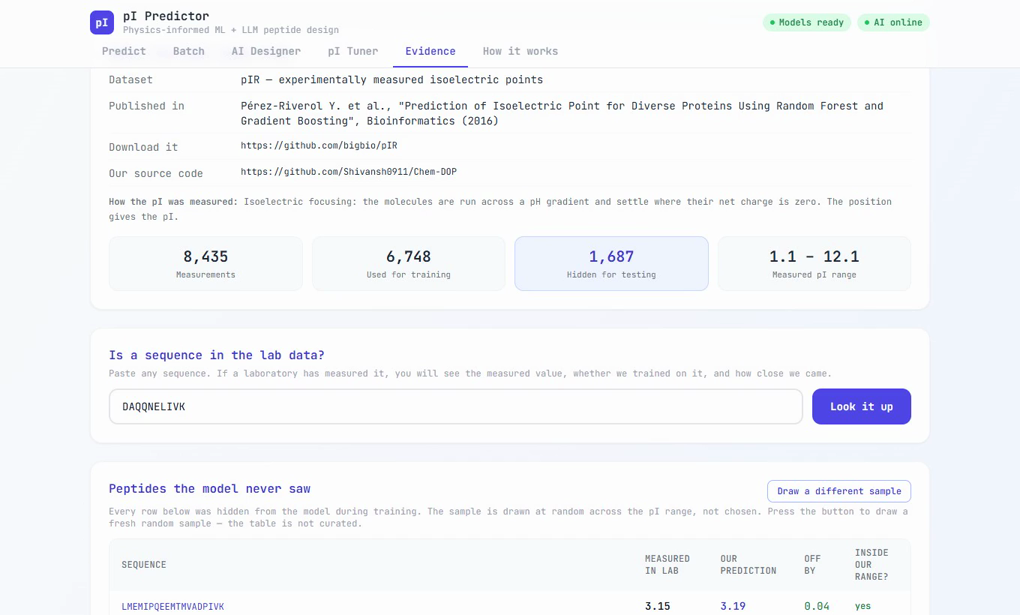 pI
pI Predictor
Physics-informed ML + LLM peptide design
Models ready
AI online
Predict
Batch
AI Designer
pI Tuner
Evidence
How it works
Dataset
pIR — experimentally measured isoelectric points
Published in
Pérez-Riverol Y. et al., "Prediction of Isoelectric Point for Diverse Proteins Using Random Forest and
Gradient Boosting", Bioinformatics (2016)
Download it
https://github.com/bigbio/pIR
Our source code
https://github.com/Shivansh0911/Chem-DOP
How the pI was measured: Isoelectric focusing: the molecules are run across a pH gradient and settle where their net charge is zero. The position
gives the pI.
8,435
Measurements
6,748
Used for training
1,687
Hidden for testing
1.1 – 12.1
Measured pI range
Is a sequence in the lab data?
Paste any sequence. If a laboratory has measured it, you will see the measured value, whether we trained on it, and how close we came.
DAQQNELIVK
Look it up
Peptides the model never saw
Draw a different sample
Every row below was hidden from the model during training. The sample is drawn at random across the pI range, not chosen. Press the button to draw a
fresh random sample — the table is not curated.
SEQUENCE
MEASURED
IN LAB
OUR
PREDICTION
OFF
BY
INSIDE
OUR
RANGE?
LMEMIPQEEMTMVADPIVK
3.15
3.19
0.04
yes